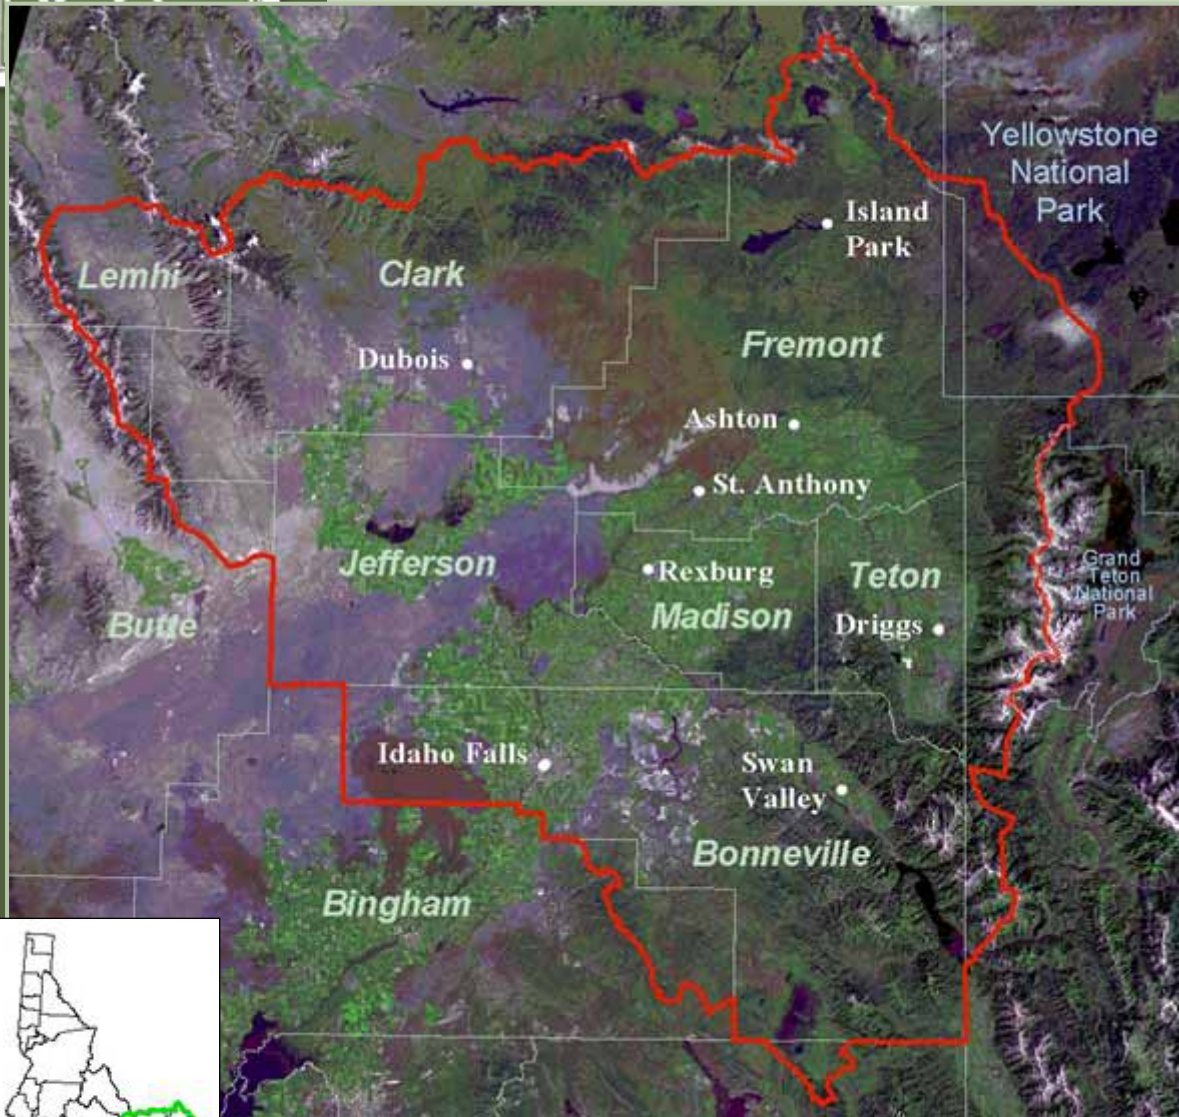 Yellowstone
National
Park
Island
Park
Lemhi
Clark
Dubois
Fremont
Ashton
St. Anthony
Jefferson
Rexburg
Teton
Grand
Teton
National
Park
Madison
Butte
Driggs
Idaho Falls
Swan
Valley
Bonneville
Bingham